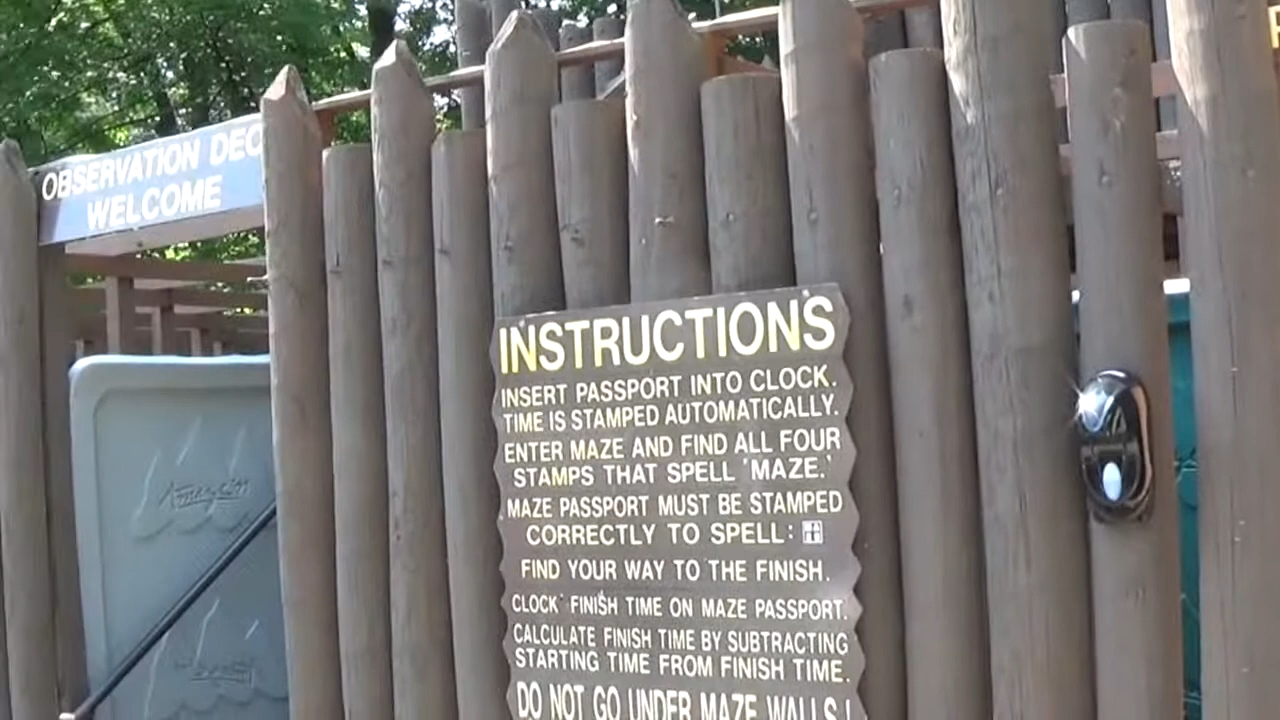 OBSERVATION DEC
WELCOME
INSTRUCTIONS
INSERT PASSPORT INTO CLOCK.
TIME IS STAMPED AUTOMATICALLY.
ENTER MAZE AND FIND ALL FOUR
STAMPS THAT SPELL 'MAZE.'
MAZE PASSPORT MUST BE STAMPED
CORRECTLY TO SPELL:
FIND YOUR WAY TO THE FINISH.
CLOCK FINISH TIME ON MAZE PASSPORT.
CALCULATE FINISH TIME BY SUBTRACTING
STARTING TIME FROM FINISH TIME.
DO NOT GO UNDER MAZE WALLS!